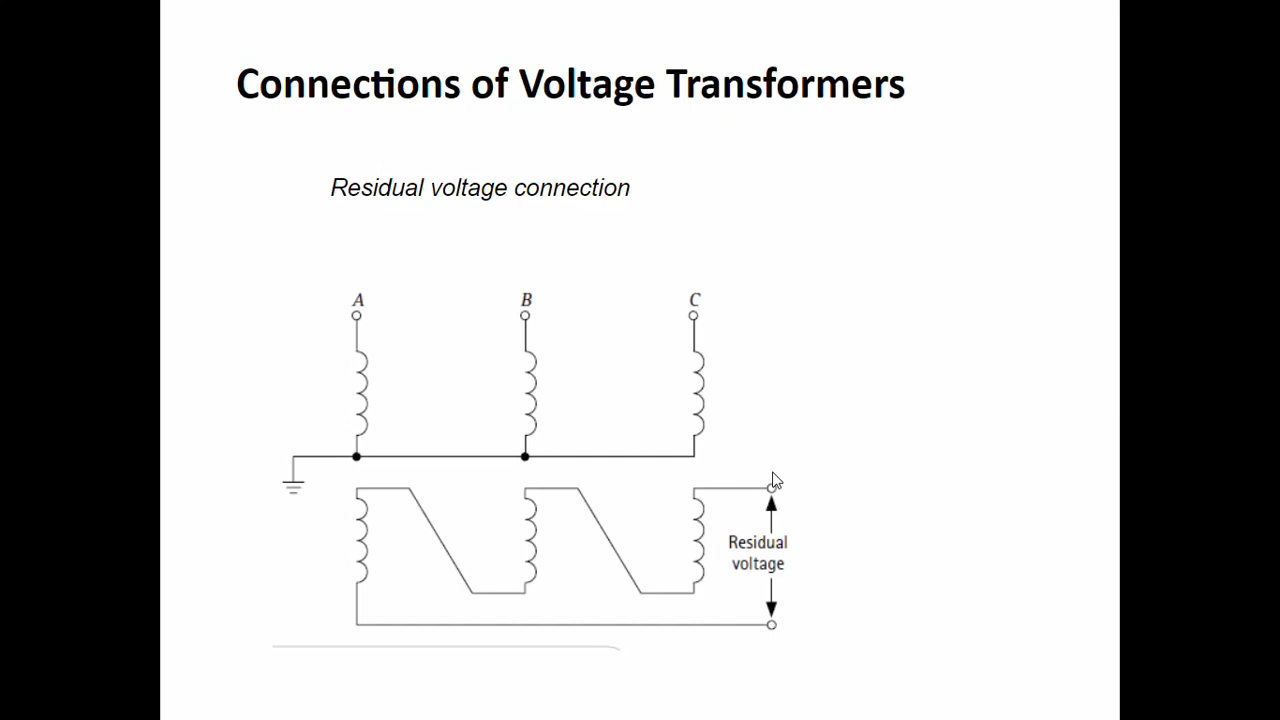 Connections of Voltage Transformers
Residual voltage connection
A B C
Residual
voltage